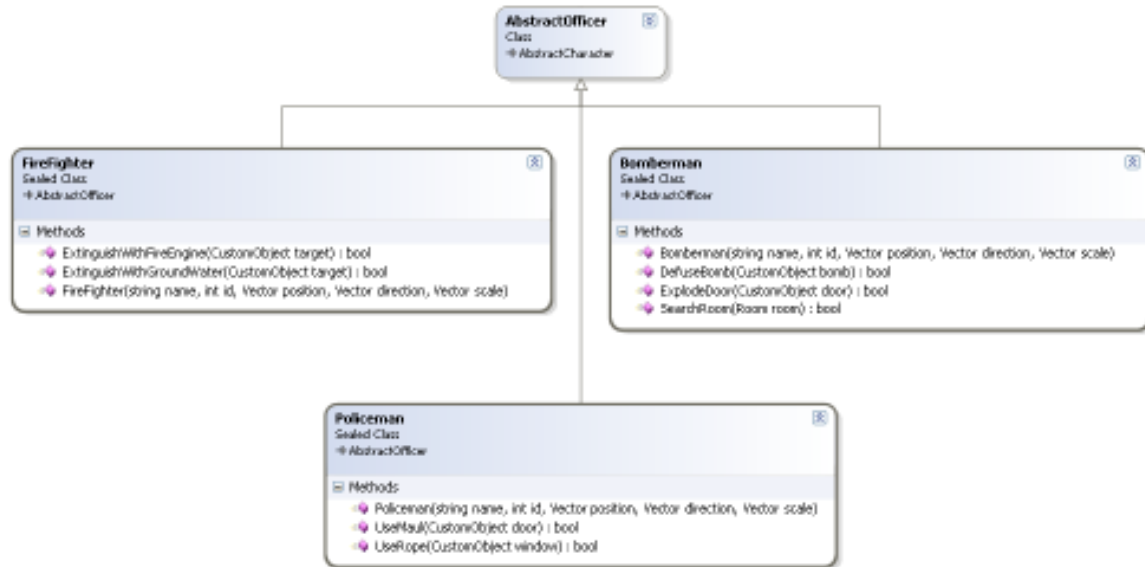 AbstractOfficer
Class
AbstractCharacter
FireFighter
Sealed Class
AbstractOfficer
Methods
ExtinguishWithFireEngine(CustomObject target) : bool
ExtinguishWithGroundWater(CustomObject target) : bool
FireFighter(string name, int id, Vector position, Vector direction, Vector scale)
Bomberman
Sealed Class
AbstractOfficer
Methods
Bomberman(string name, int id, Vector position, Vector direction, Vector scale)
DefuseBomb(CustomObject bomb) : bool
ExplodeDoor(CustomObject door) : bool
SearchRoom(Room room) : bool
Policeman
Sealed Class
AbstractOfficer
Methods
Policeman(string name, int id, Vector position, Vector direction, Vector scale)
UseMaul(CustomObject door) : bool
UseRope(CustomObject window) : bool